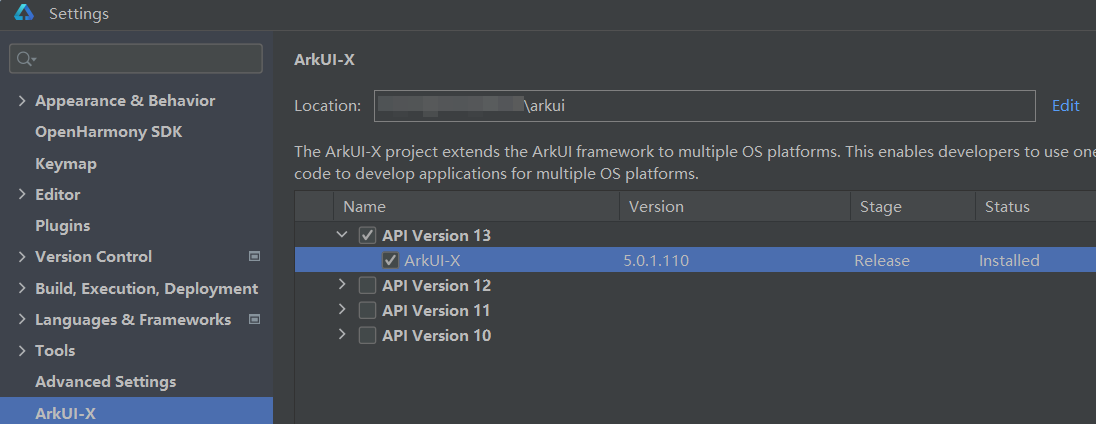 Settings
Appearance & Behavior
OpenHarmony SDK
Keymap
Editor
Plugins
Version Control
Build, Execution, Deployment
Languages & Frameworks
Tools
Advanced Settings
ArkUI-X
ArkUI-X
Location: \arkui Edit
The ArkUI-X project extends the ArkUI framework to multiple OS platforms. This enables developers to use one
code to develop applications for multiple OS platforms.
Name Version Stage Status
API Version 13
ArkUI-X 5.0.1.110 Release Installed
API Version 12
API Version 11
API Version 10